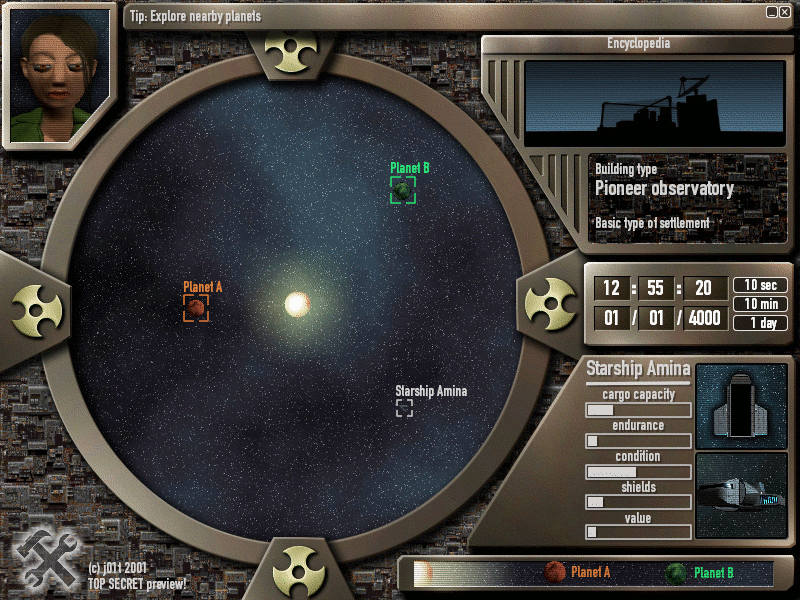 Tip: Explore nearby planets
Encyclopedia
Building type
Pioneer observatory
Basic type of settlement
Planet B
Planet A
Starship Amina
12 : 55 : 20
01 / 01 / 4000
10 sec
10 min
1 day
Starship Amina
cargo capacity
endurance
condition
shields
value
(c) j011 2001
TOP SECRET preview!
Planet A
Planet B